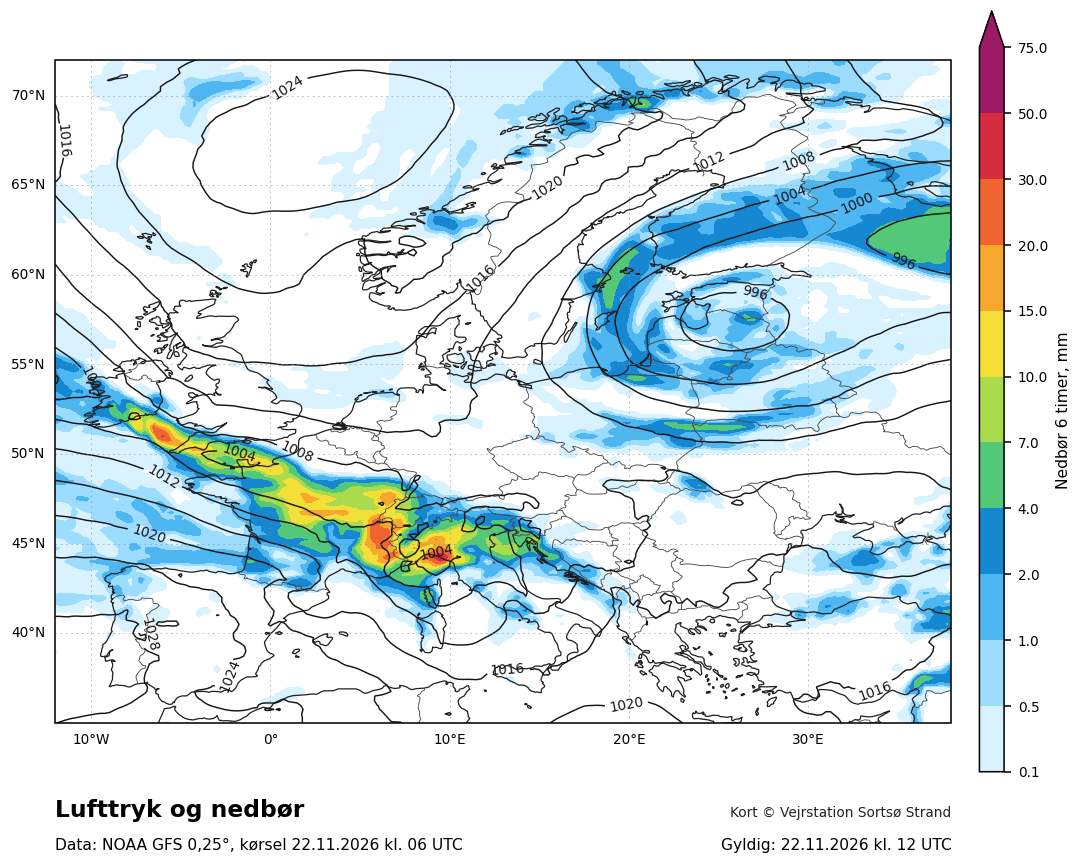 75.0
50.0
30.0
20.0
15.0
10.0
7.0
4.0
2.0
1.0
0.5
0.1
Nedbør 6 timer, mm
70°N
65°N
60°N
55°N
50°N
45°N
40°N
10°W
0°
10°E
20°E
30°E
1024
1016
1012
1008
1020
1004
1000
996
1016
996
1004
1008
1012
1020
1004
1028
1024
1016
1020
1016
Lufttryk og nedbør
Kort © Vejrstation Sortsø Strand
Data: NOAA GFS 0,25°, kørsel 22.11.2026 kl. 06 UTC
Gyldig: 22.11.2026 kl. 12 UTC